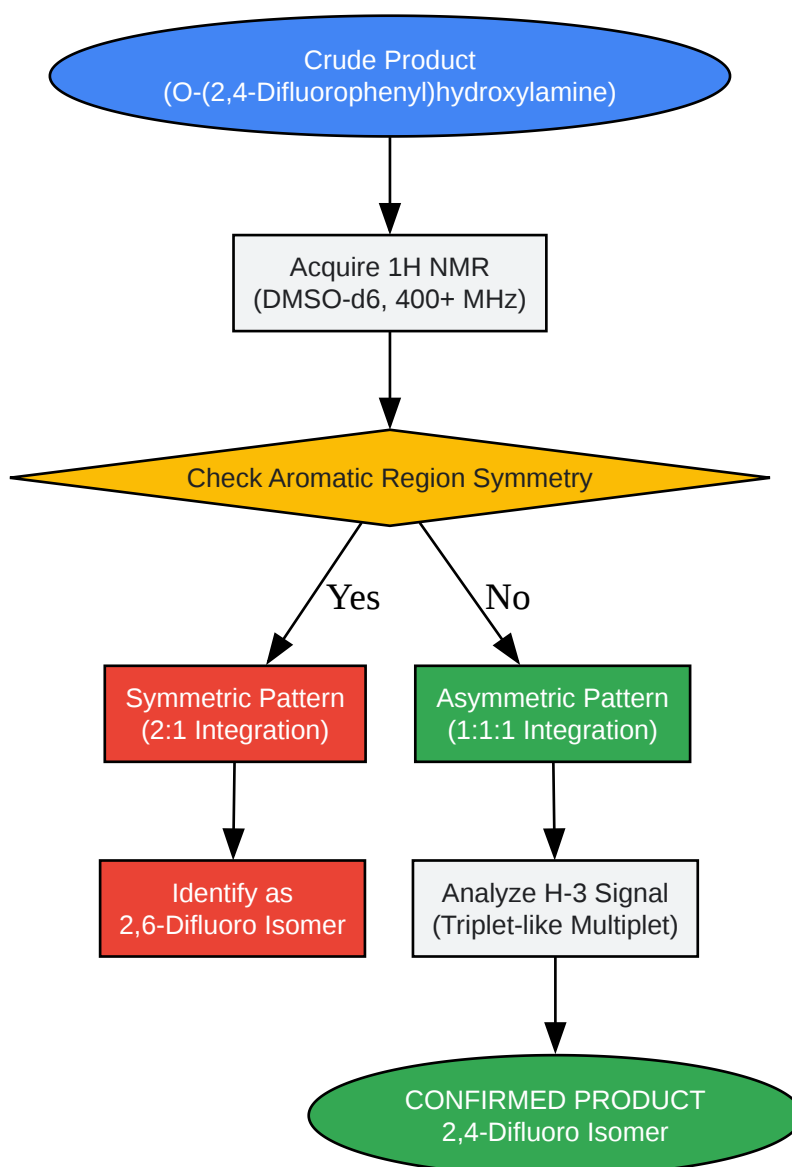 Crude Product
(O-(2,4-Difluorophenyl)hydroxylamine)
Acquire 1H NMR
(DMSO-d6, 400+ MHz)
Check Aromatic Region Symmetry
Yes
No
Symmetric Pattern
(2:1 Integration)
Asymmetric Pattern
(1:1:1 Integration)
Identify as
2,6-Difluoro Isomer
Analyze H-3 Signal
(Triplet-like Multiplet)
CONFIRMED PRODUCT
2,4-Difluoro Isomer